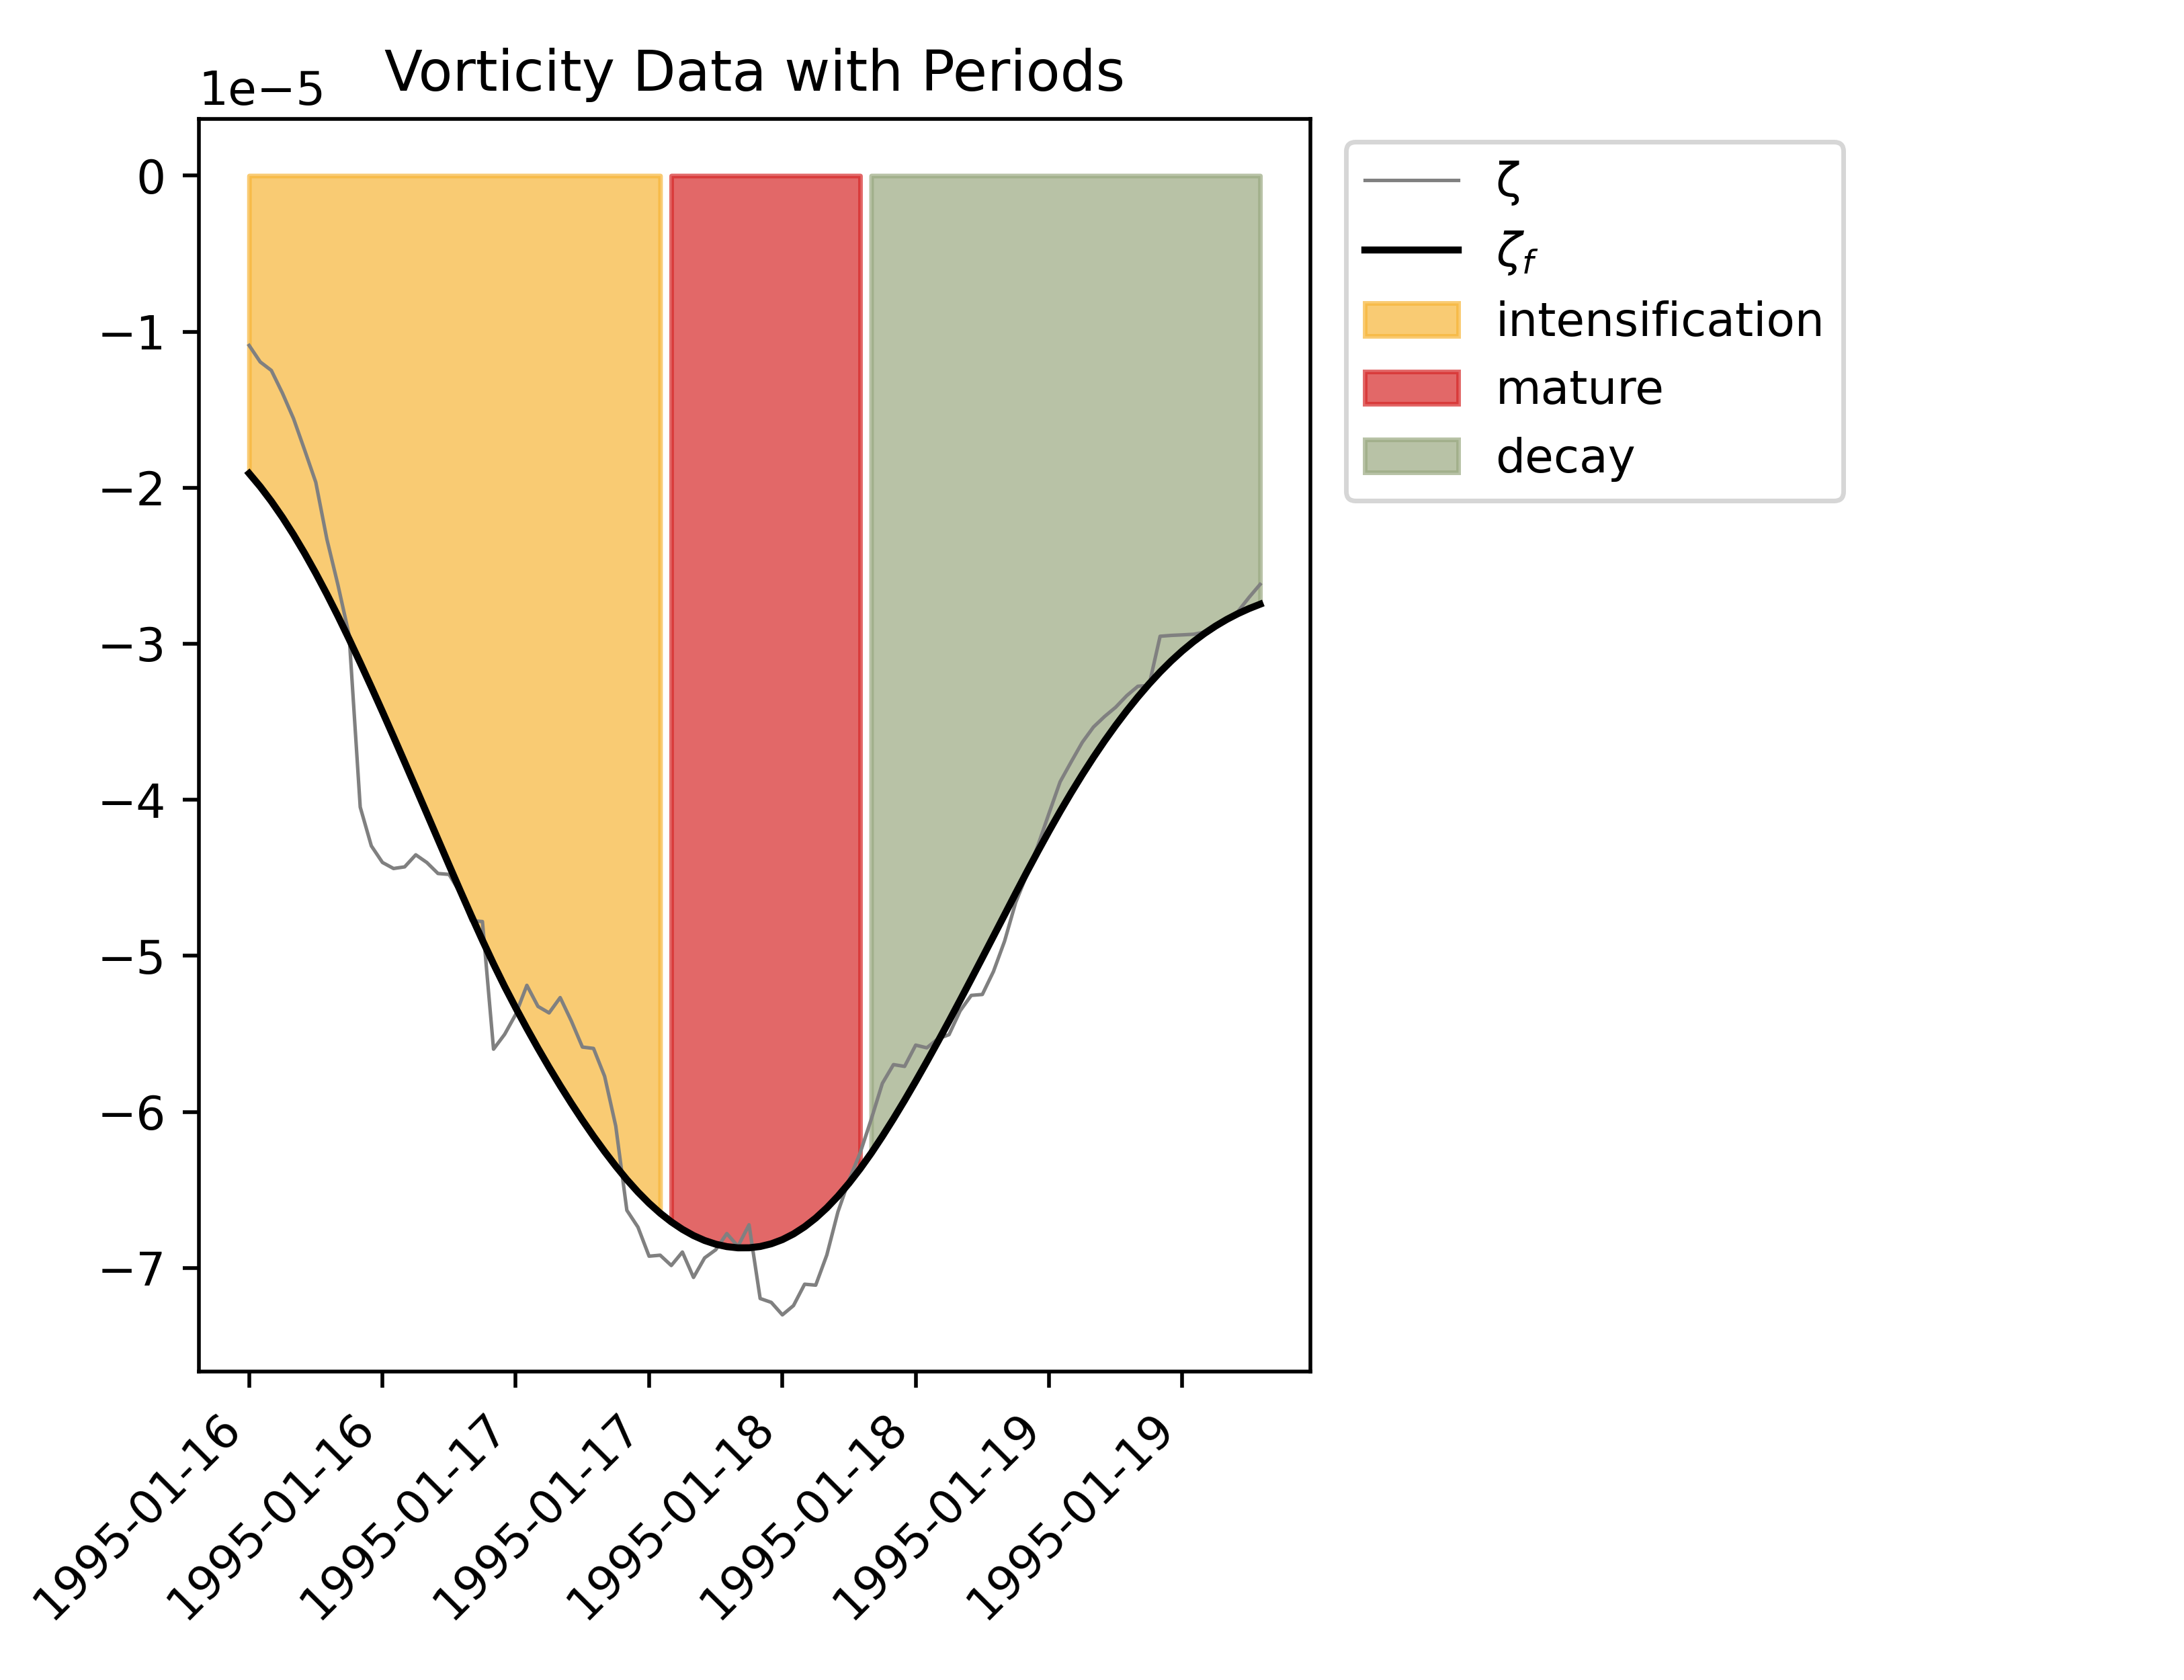 Vorticity Data with Periods
1e−5
0
−1
−2
−3
−4
−5
−6
−7
1995-01-16
1995-01-16
1995-01-17
1995-01-17
1995-01-18
1995-01-18
1995-01-19
1995-01-19
ζ
ζf
intensification
mature
decay